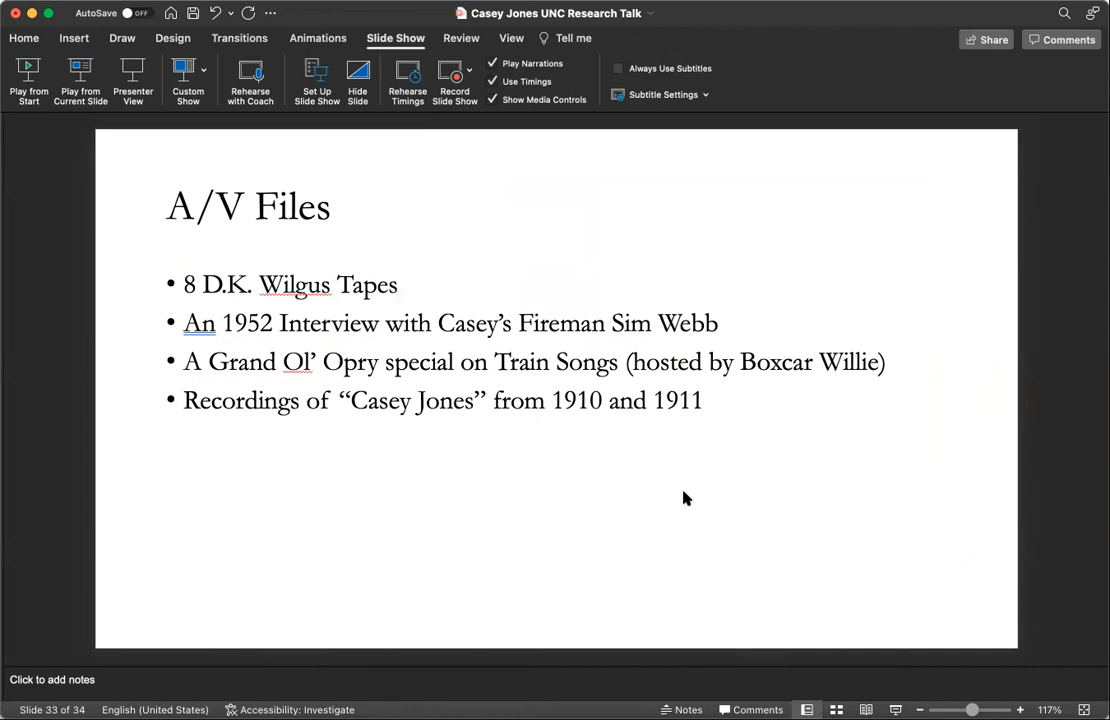 AutoSave OFF
Casey Jones UNC Research Talk
Home Insert Draw Design Transitions Animations Slide Show Review View Tell me Share Comments
Play from Start
Play from Current Slide
Presenter View
Custom Show
Rehearse with Coach
Set Up Slide Show
Hide Slide
Rehearse Timings
Record Slide Show
Play Narrations
Use Timings
Show Media Controls
Always Use Subtitles
Subtitle Settings
A/V Files
• 8 D.K. Wilgus Tapes
• An 1952 Interview with Casey’s Fireman Sim Webb
• A Grand Ol’ Opry special on Train Songs (hosted by Boxcar Willie)
• Recordings of “Casey Jones” from 1910 and 1911
Click to add notes
Slide 33 of 34 English (United States) Accessibility: Investigate Notes Comments 117%